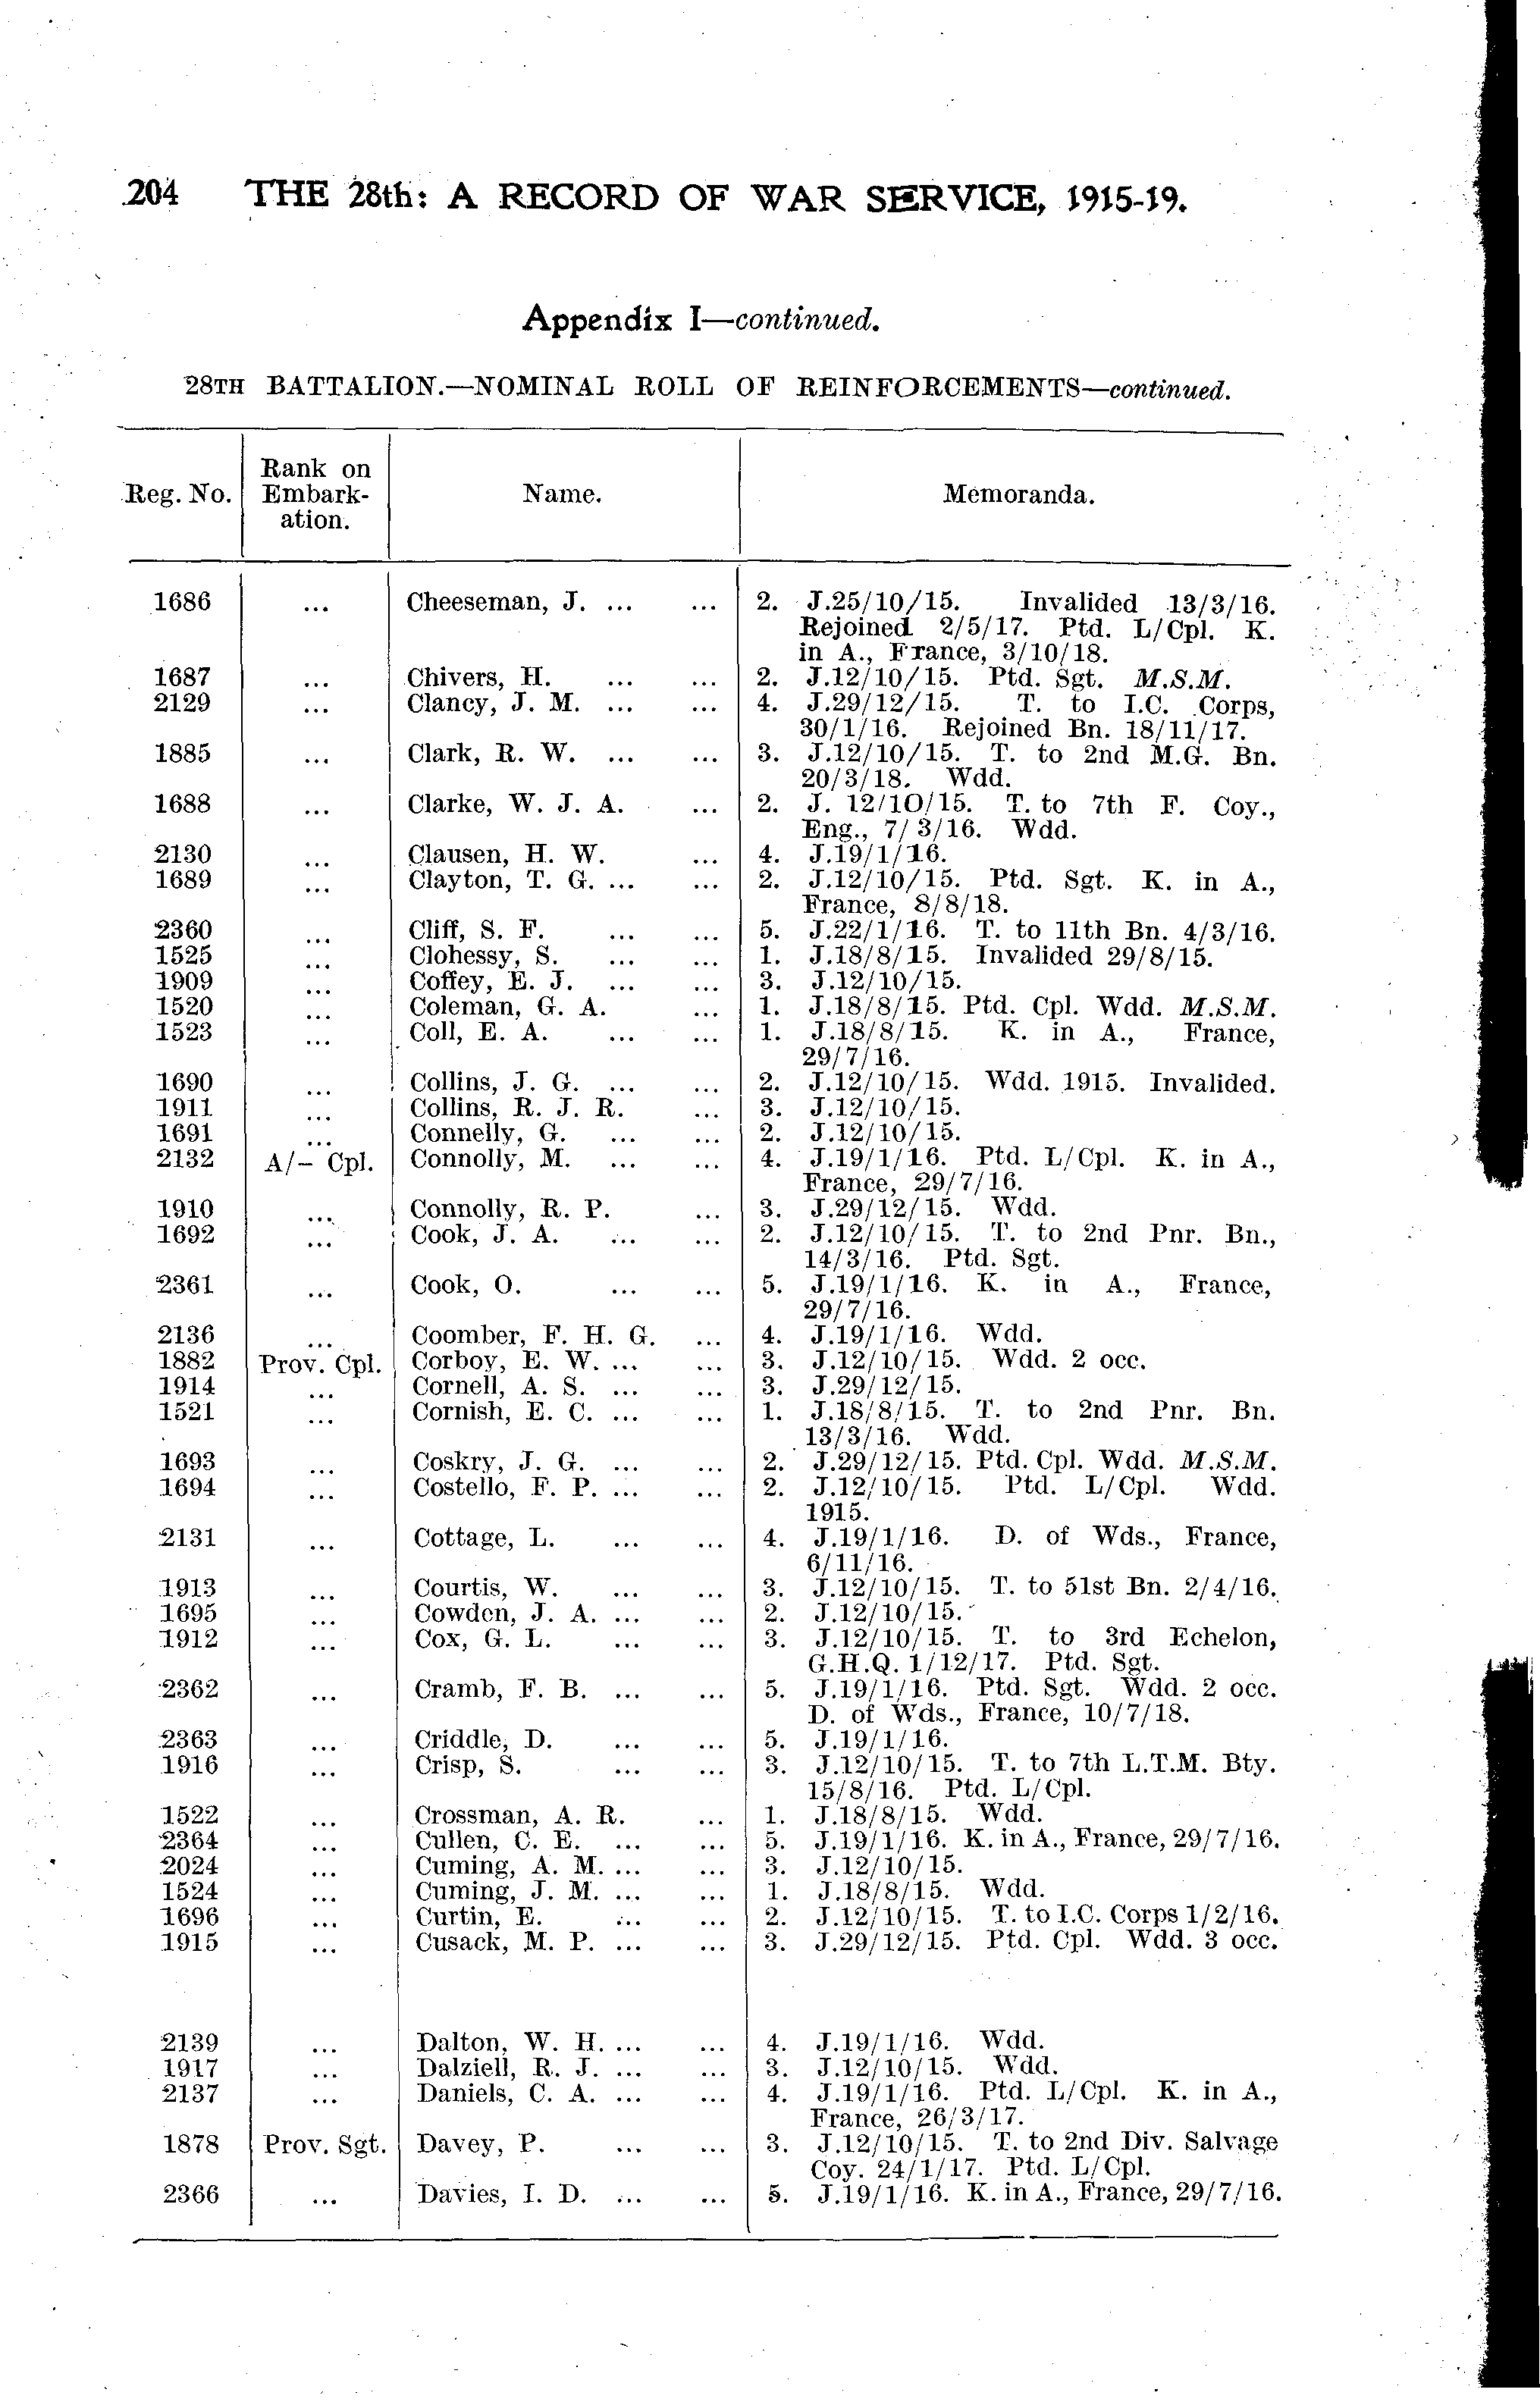 204 THE 28th: A RECORD OF WAR SERVICE, 1915-19.
Appendix I—continued.
28TH BATTALION.—NOMINAL ROLL OF REINFORCEMENTS—continued.
Reg. No. Rank on Embark- ation. Name. Memoranda.
1686 ... Cheeseman, J. ... ... 2. J.25/10/15. Invalided 13/3/16.
Rejoined 2/5/17. Ptd. L/Cpl. K.
in A., France, 3/10/18.
1687 ... Chivers, H. ... ... 2. J.12/10/15. Ptd. Sgt. M.S.M.
2129 ... Clancy, J. M. ... ... 4. J.29/12/15. T. to I.C. Corps,
30/1/16. Rejoined Bn. 18/11/17.
1885 ... Clark, R. W. ... ... 3. J.12/10/15. T. to 2nd M.G. Bn.
20/3/18. Wdd.
1688 ... Clarke, W. J. A. ... 2. J. 12/10/15. T. to 7th F. Coy.,
Eng., 7/3/16. Wdd.
2130 ... Clausen, H. W. ... 4. J.19/1/16.
1689 ... Clayton, T. G. ... ... 2. J.12/10/15. Ptd. Sgt. K. in A.,
France, 8/8/18.
2360 ... Cliff, S. F. ... ... 5. J.22/1/16. T. to 11th Bn. 4/3/16.
1525 ... Clohessy, S. ... ... 1. J.18/8/15. Invalided 29/8/15.
1909 ... Coffey, E. J. ... ... 3. J.12/10/15.
1520 ... Coleman, G. A. ... 1. J.18/8/15. Ptd. Cpl. Wdd. M.S.M.
1523 ... Coll, E. A. ... ... 1. J.18/8/15. K. in A., France,
29/7/16.
1690 ... Collins, J. G. ... ... 2. J.12/10/15. Wdd. 1915. Invalided.
1911 ... Collins, R. J. R. ... 3. J.12/10/15.
1691 ... Connelly, G. ... ... 2. J.12/10/15.
2132 A/- Cpl. Connolly, M. ... ... 4. J.19/1/16. Ptd. L/Cpl. K. in A.,
France, 29/7/16.
1910 ... Connolly, R. P. ... 3. J.29/12/15. Wdd.
1692 ... Cook, J. A. ... ... 2. J.12/10/15. T. to 2nd Pnr. Bn.,
14/3/16. Ptd. Sgt.
2361 ... Cook, O. ... ... 5. J.19/1/16. K. in A., France,
29/7/16.
2136 ... Coomber, F. H. G. ... 4. J.19/1/16. Wdd.
1882 Prov. Cpl. Corboy, E. W. ... ... 3. J.12/10/15. Wdd. 2 occ.
1914 ... Cornell, A. S. ... ... 3. J.29/12/15.
1521 ... Cornish, E. C. ... ... 1. J.18/8/15. T. to 2nd Pnr. Bn.
13/3/16. Wdd.
1693 ... Coskry, J. G. ... ... 2. J.29/12/15. Ptd. Cpl. Wdd. M.S.M.
1694 ... Costello, F. P. ... ... 2. J.12/10/15. Ptd. L/Cpl. Wdd.
1915.
2131 ... Cottage, L. ... ... 4. J.19/1/16. D. of Wds., France,
6/11/16.
1913 ... Courtis, W. ... ... 3. J.12/10/15. T. to 51st Bn. 2/4/16.
1695 ... Cowden, J. A. ... ... 2. J.12/10/15.
1912 ... Cox, G. L. ... ... 3. J.12/10/15. T. to 3rd Echelon,
G.H.Q. 1/12/17. Ptd. Sgt.
2362 ... Cramb, F. B. ... ... 5. J.19/1/16. Ptd. Sgt. Wdd. 2 occ.
D. of Wds., France, 10/7/18.
2363 ... Criddle, D. ... ... 5. J.19/1/16.
1916 ... Crisp, S. ... ... 3. J.12/10/15. T. to 7th L.T.M. Bty.
15/8/16. Ptd. L/Cpl.
1522 ... Crossman, A. R. ... 1. J.18/8/15. Wdd.
2364 ... Cullen, C. E. ... ... 5. J.19/1/16. K. in A., France, 29/7/16.
2024 ... Cuming, A. M. ... ... 3. J.12/10/15.
1524 ... Cuming, J. M. ... ... 1. J.18/8/15. Wdd.
1696 ... Curtin, E. ... ... 2. J.12/10/15. T. to I.C. Corps 1/2/16.
1915 ... Cusack, M. P. ... ... 3. J.29/12/15. Ptd. Cpl. Wdd. 3 occ.
2139 ... Dalton, W. H. ... ... 4. J.19/1/16. Wdd.
1917 ... Dalziell, R. J. ... ... 3. J.12/10/15. Wdd.
2137 ... Daniels, C. A. ... ... 4. J.19/1/16. Ptd. L/Cpl. K. in A.,
France, 26/3/17.
1878 Prov. Sgt. Davey, P. ... ... 3. J.12/10/15. T. to 2nd Div. Salvage
Coy. 24/1/17. Ptd. L/Cpl.
2366 ... Davies, I. D. ... ... 5. J.19/1/16. K. in A., France, 29/7/16.